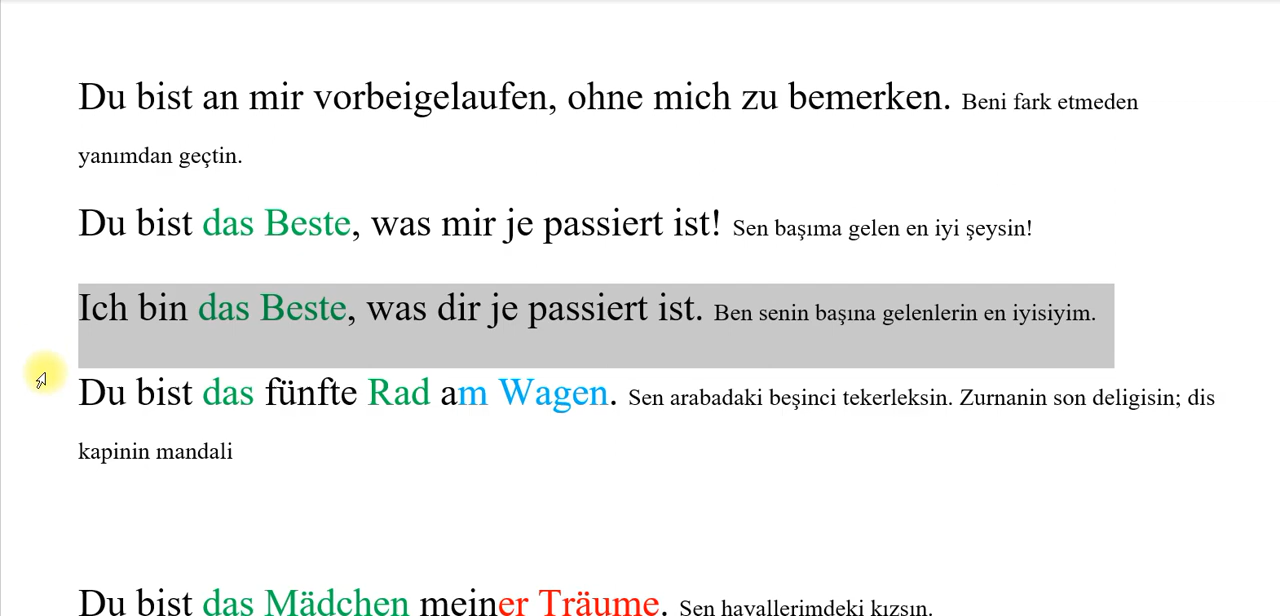 Du bist an mir vorbeigelaufen, ohne mich zu bemerken. Beni fark etmeden
yanımdan geçtin.
Du bist das Beste, was mir je passiert ist! Sen başıma gelen en iyi şeysin!
Ich bin das Beste, was dir je passiert ist. Ben senin başına gelenlerin en iyisiyim.
Du bist das fünfte Rad am Wagen. Sen arabadaki beşinci tekerleksin. Zurnanin son deligisin; dis
kapinin mandali
Du bist das Mädchen meiner Träume. Sen hayallerimdeki kızsın.